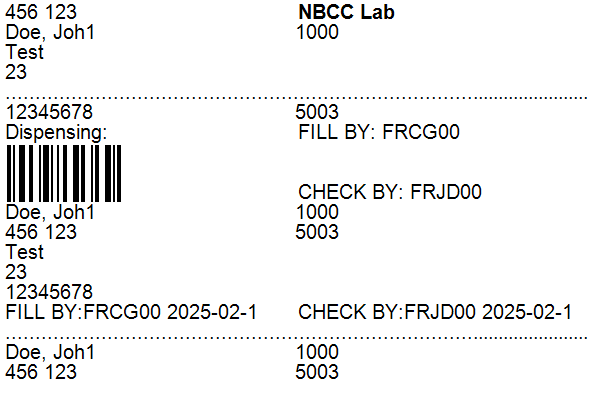 456 123 NBCC Lab
Doe, Joh1 1000
Test
23
12345678 5003
Dispensing: FILL BY: FRCG00
CHECK BY: FRJD00
Doe, Joh1 1000
456 123 5003
Test
23
12345678
FILL BY:FRCG00 2025-02-1 CHECK BY:FRJD00 2025-02-1
Doe, Joh1 1000
456 123 5003